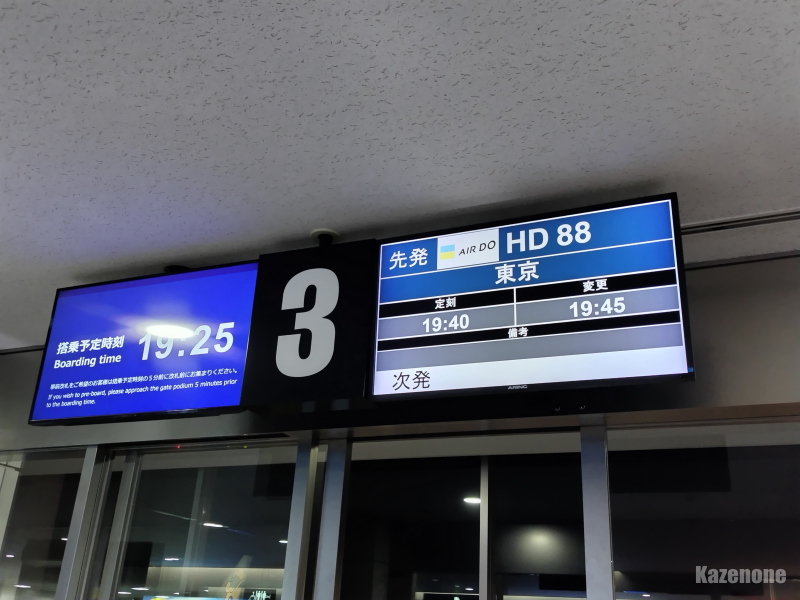 搭乗予定時刻
Boarding time
19:25
事前改札をご希望のお客様は搭乗予定時刻の5分前に改札前にお集まりください。
If you wish to pre-board, please approach the gate podium 5 minutes prior
to the boarding time.
3
先発 AIR DO HD 88
東京
定刻 変更
19:40 19:45
備考
次発
ARINC
Kazenone